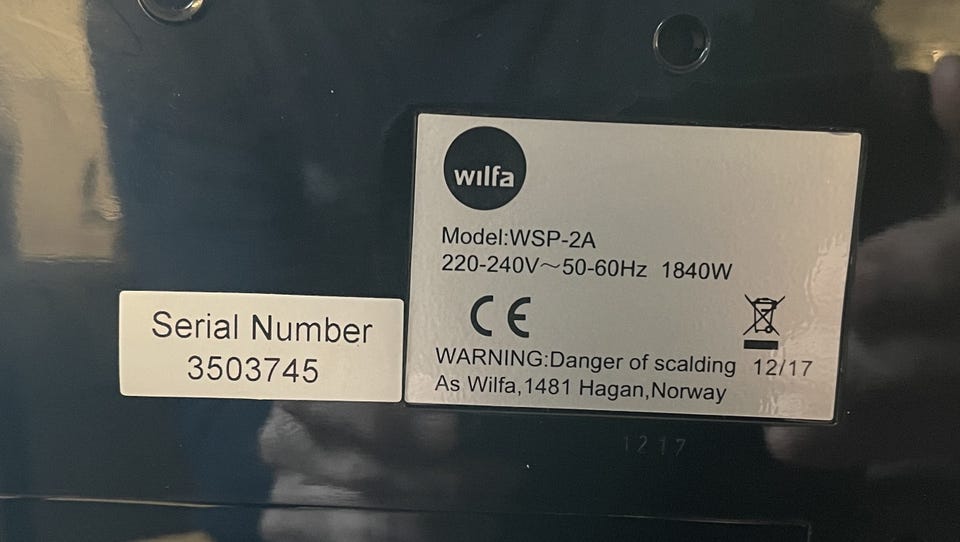 wilfa
Model:WSP-2A
220-240V~50-60Hz 1840W
CE
WARNING:Danger of scalding 12/17
As Wilfa,1481 Hagan,Norway
Serial Number
3503745
1217